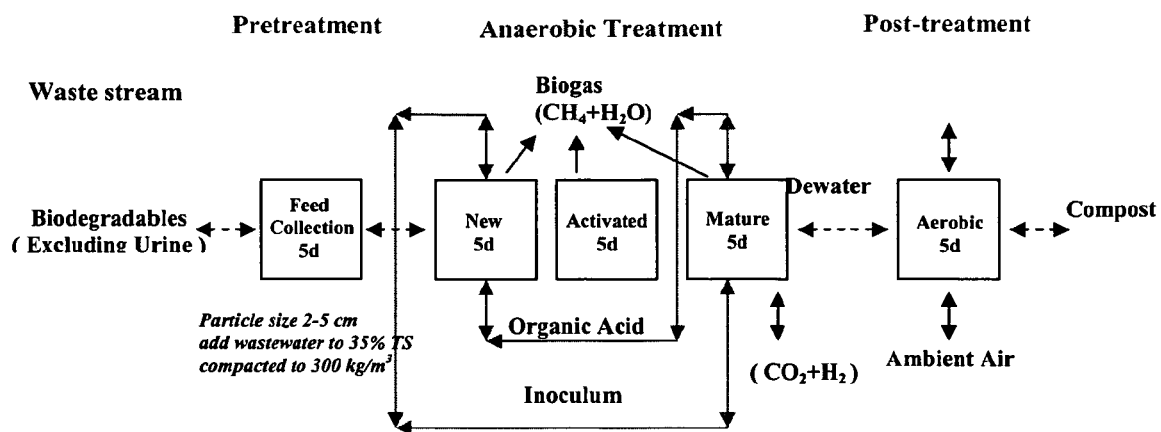 Pretreatment
Anaerobic Treatment
Post-treatment
Waste stream
Biogas
(CH₄+H₂O)
Biodegradables
( Excluding Urine )
Feed
Collection
5d
New
5d
Activated
5d
Mature
5d
Dewater
Aerobic
5d
Compost
Particle size 2-5 cm
add wastewater to 35% TS
compacted to 300 kg/m³
Organic Acid
( CO₂+H₂ )
Ambient Air
Inoculum